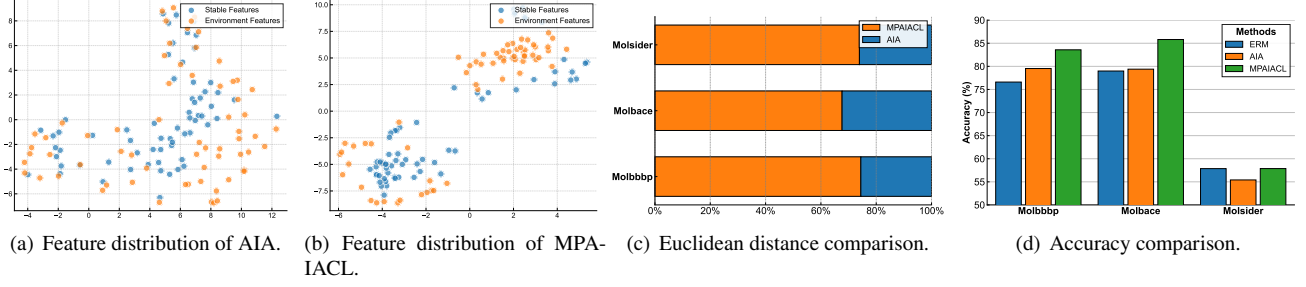 8
6
4
2
0
−2
−4
−6
−4 −2 0 2 4 6 8 10 12
Stable Features
Environment Features
10.0
7.5
5.0
2.5
0.0
−2.5
−5.0
−7.5
−6 −4 −2 0 2 4
Stable Features
Environment Features
Molsider
Molbace
Molbbbp
0% 20% 40% 60% 80% 100%
MPAIACL
AIA
Accuracy (%)
90
85
80
75
70
65
60
55
50
Molbbbp Molbace Molsider
Methods
ERM
AIA
MPAIACL
(a) Feature distribution of AIA.
(b) Feature distribution of MPA-
IACL.
(c) Euclidean distance comparison.
(d) Accuracy comparison.